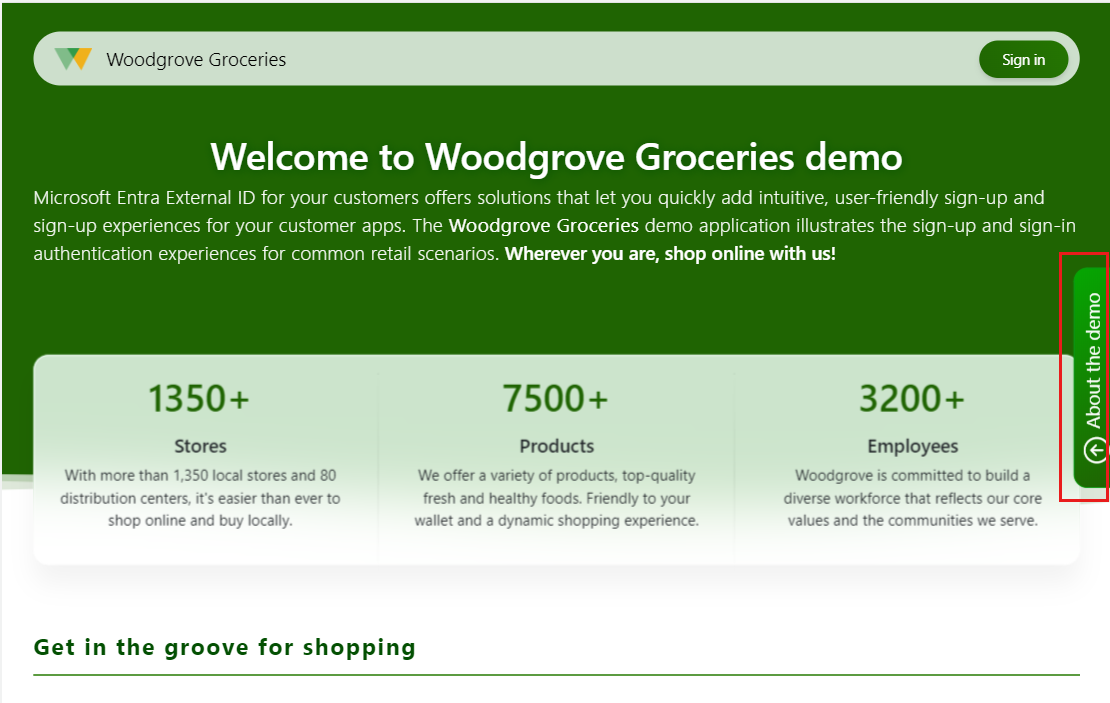 Woodgrove Groceries
Sign in
Welcome to Woodgrove Groceries demo
Microsoft Entra External ID for your customers offers solutions that let you quickly add intuitive, user-friendly sign-up and
sign-up experiences for your customer apps. The Woodgrove Groceries demo application illustrates the sign-up and sign-in
authentication experiences for common retail scenarios. Wherever you are, shop online with us!
About the demo
1350+
Stores
With more than 1,350 local stores and 80
distribution centers, it's easier than ever to
shop online and buy locally.
7500+
Products
We offer a variety of products, top-quality
fresh and healthy foods. Friendly to your
wallet and a dynamic shopping experience.
3200+
Employees
Woodgrove is committed to build a
diverse workforce that reflects our core
values and the communities we serve.
Get in the groove for shopping